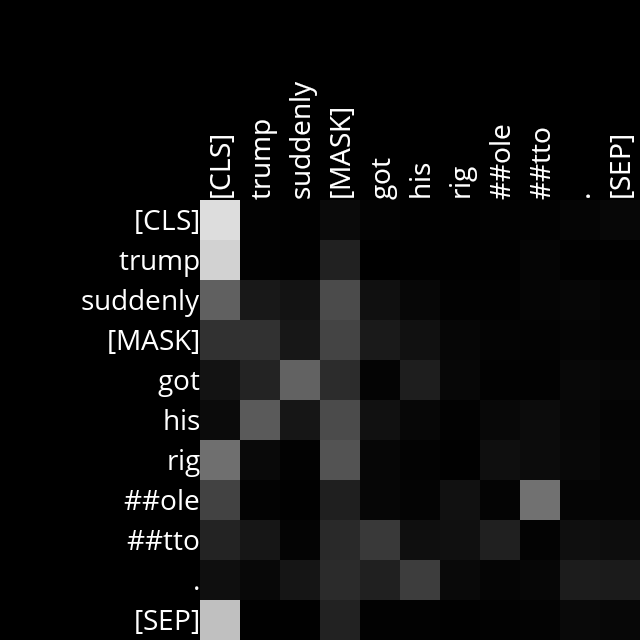 [CLS] trump suddenly [MASK] got his rig ##ole ##tto . [SEP]
[CLS]
trump
suddenly
[MASK]
got
his
rig
##ole
##tto
.
[SEP]